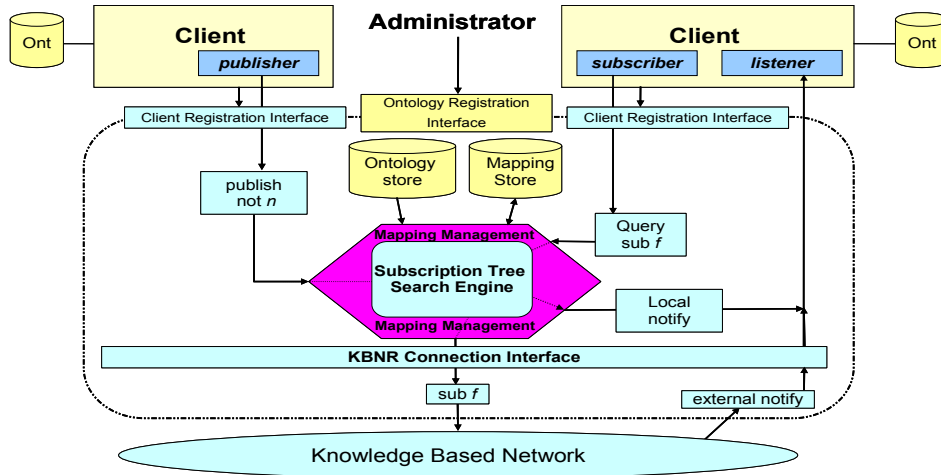 Ont
Client
publisher
Administrator
Client
subscriber
listener
Ont
Client Registration Interface
Ontology Registration
Interface
Client Registration Interface
Ontology
store
Mapping
Store
publish
not n
Query
sub f
Mapping Management
Subscription Tree
Search Engine
Mapping Management
Local
notify
KBNR Connection Interface
sub f
external notify
Knowledge Based Network